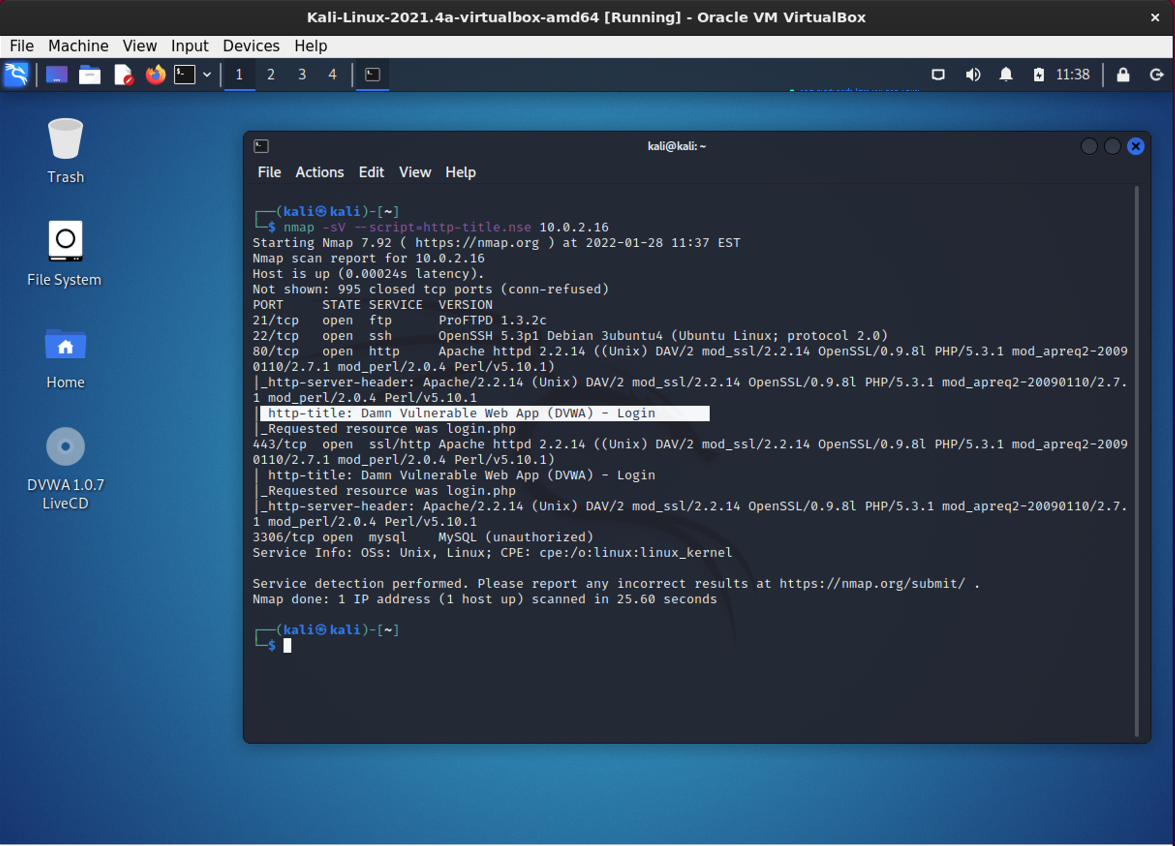 Kali-Linux-2021.4a-virtualbox-amd64 [Running] - Oracle VM VirtualBox
File Machine View Input Devices Help
1 2 3 4
11:38
Trash
File System
Home
DVWA 1.0.7
LiveCD
kali@kali: ~
File Actions Edit View Help
┌──(kali㉿kali)-[~]
└─$ nmap -sV --script=http-title.nse 10.0.2.16
Starting Nmap 7.92 ( https://nmap.org ) at 2022-01-28 11:37 EST
Nmap scan report for 10.0.2.16
Host is up (0.00024s latency).
Not shown: 995 closed tcp ports (conn-refused)
PORT     STATE SERVICE  VERSION
21/tcp   open  ftp      ProFTPD 1.3.2c
22/tcp   open  ssh      OpenSSH 5.3p1 Debian 3ubuntu4 (Ubuntu Linux; protocol 2.0)
80/tcp   open  http     Apache httpd 2.2.14 ((Unix) DAV/2 mod_ssl/2.2.14 OpenSSL/0.9.8l PHP/5.3.1 mod_apreq2-2009
0110/2.7.1 mod_perl/2.0.4 Perl/v5.10.1)
|_http-server-header: Apache/2.2.14 (Unix) DAV/2 mod_ssl/2.2.14 OpenSSL/0.9.8l PHP/5.3.1 mod_apreq2-20090110/2.7.
1 mod_perl/2.0.4 Perl/v5.10.1
| http-title: Damn Vulnerable Web App (DVWA) - Login
|_Requested resource was login.php
443/tcp  open  ssl/http Apache httpd 2.2.14 ((Unix) DAV/2 mod_ssl/2.2.14 OpenSSL/0.9.8l PHP/5.3.1 mod_apreq2-2009
0110/2.7.1 mod_perl/2.0.4 Perl/v5.10.1)
| http-title: Damn Vulnerable Web App (DVWA) - Login
|_Requested resource was login.php
|_http-server-header: Apache/2.2.14 (Unix) DAV/2 mod_ssl/2.2.14 OpenSSL/0.9.8l PHP/5.3.1 mod_apreq2-20090110/2.7.
1 mod_perl/2.0.4 Perl/v5.10.1
3306/tcp open  mysql    MySQL (unauthorized)
Service Info: OSs: Unix, Linux; CPE: cpe:/o:linux:linux_kernel
Service detection performed. Please report any incorrect results at https://nmap.org/submit/ .
Nmap done: 1 IP address (1 host up) scanned in 25.60 seconds
┌──(kali㉿kali)-[~]
└─$